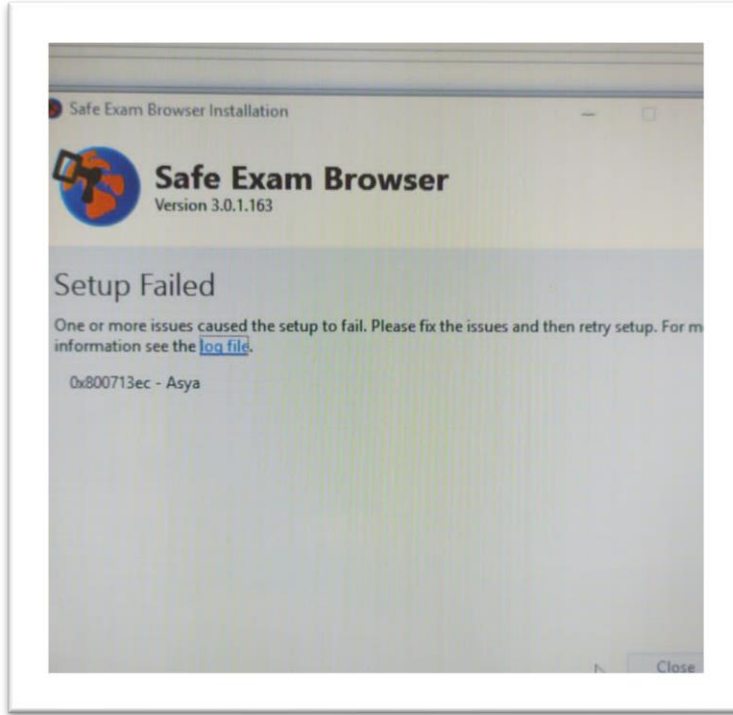 Safe Exam Browser Installation
Safe Exam Browser
Version 3.0.1.163
Setup Failed
One or more issues caused the setup to fail. Please fix the issues and then retry setup. For m
information see the log file.
0x800713ec - Asya
Close